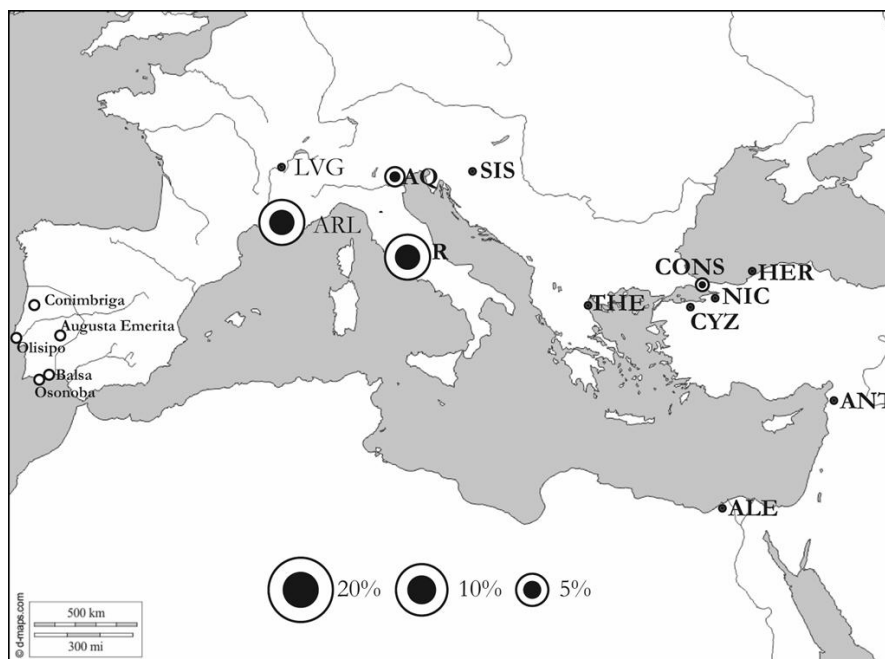 LVG
AQ
SIS
ARL
R
CONS
HER
NIC
THE
CYZ
Conimbriga
Augusta Emerita
Olisipo
Balsa
Osonoba
ANT
ALE
20%
10%
5%
500 km
300 mi
© d-maps.com